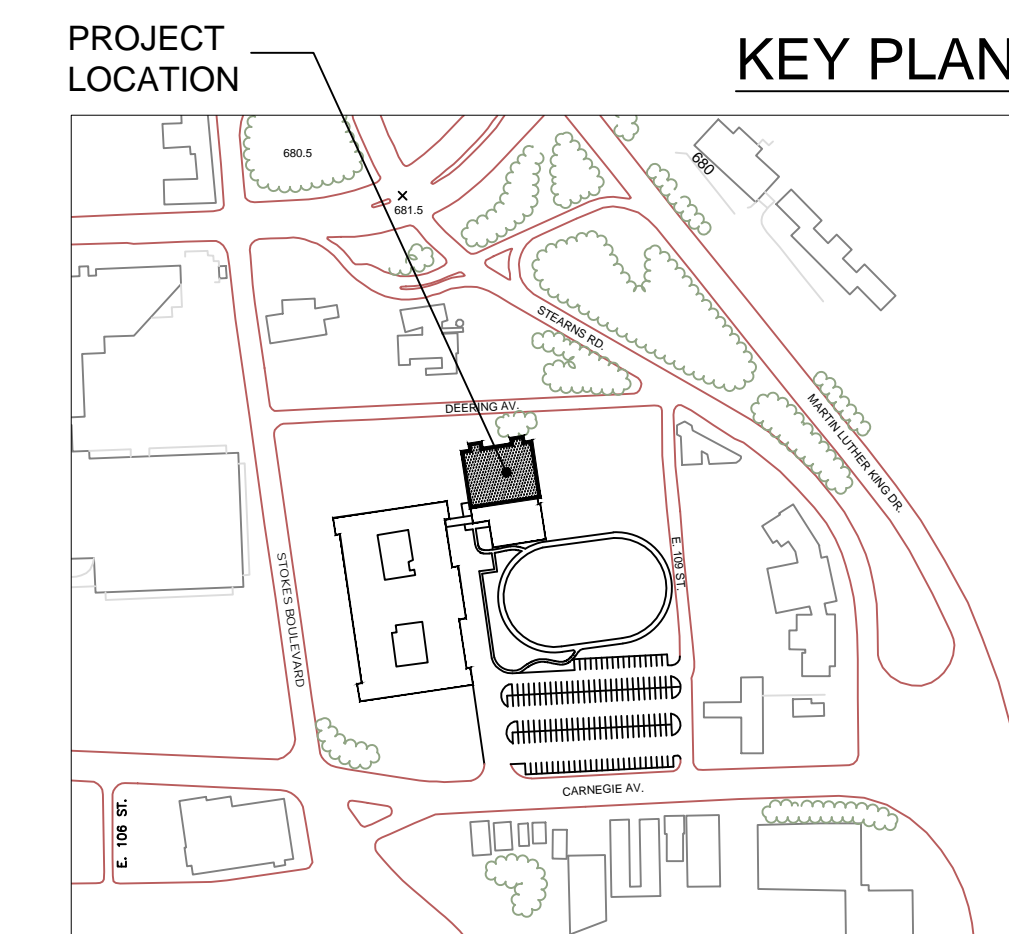 PROJECT
LOCATION
KEY PLAN
680.5
680
681.5
STEARNS RD.
DEERING AV.
MARTIN LUTHER KING DR.
E. 109 ST.
STOKES BOULEVARD
CARNEGIE AV.
E. 106 ST.